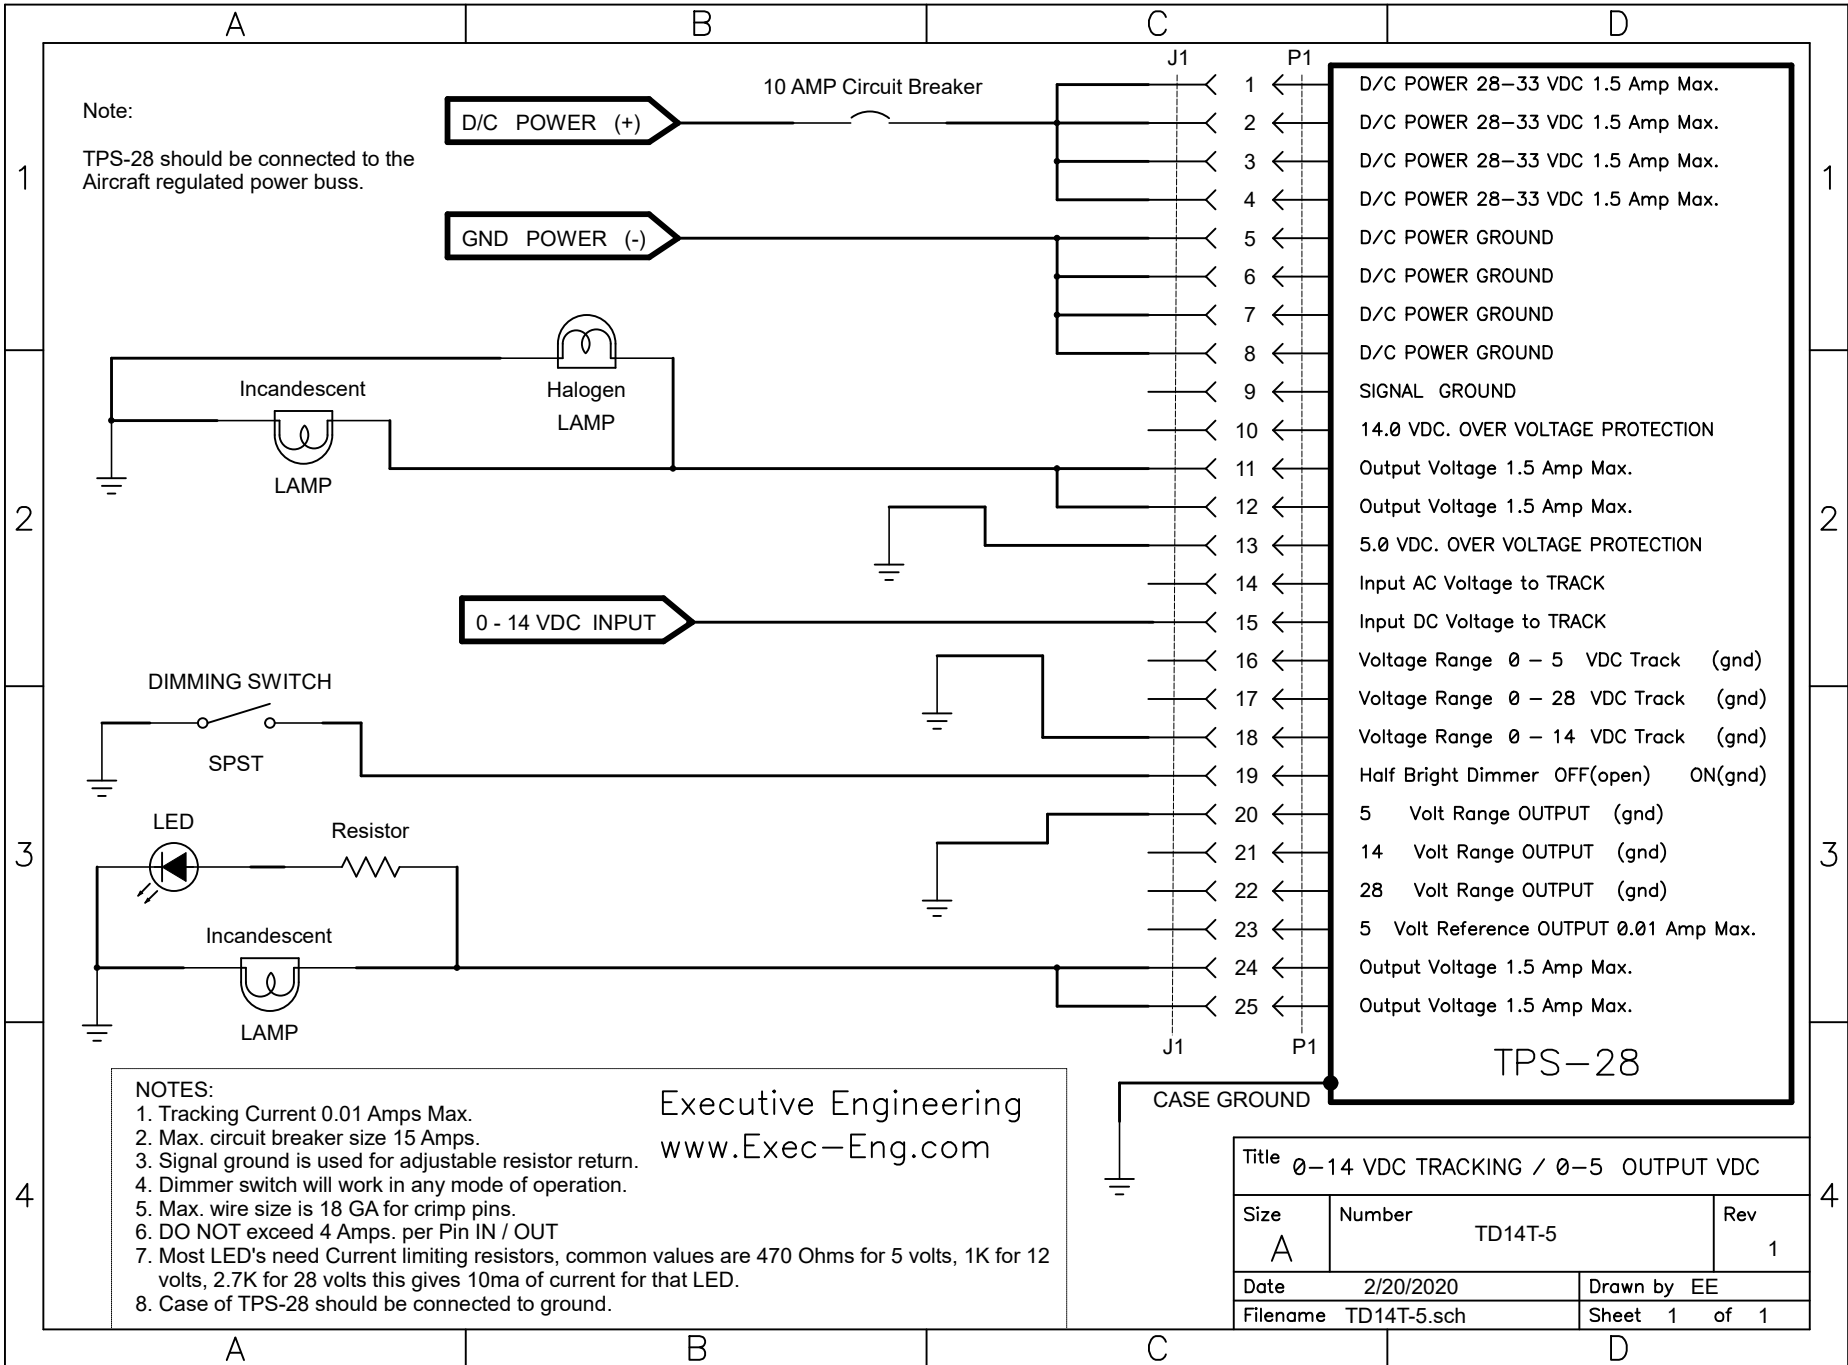 A B C D
1
2
3
4
Note:
TPS-28 should be connected to the
Aircraft regulated power buss.
D/C POWER (+)
10 AMP Circuit Breaker
GND POWER (-)
Halogen
LAMP
Incandescent
LAMP
0 - 14 VDC INPUT
DIMMING SWITCH
SPST
LED
Resistor
Incandescent
LAMP
J1 P1
1 D/C POWER 28-33 VDC 1.5 Amp Max.
2 D/C POWER 28-33 VDC 1.5 Amp Max.
3 D/C POWER 28-33 VDC 1.5 Amp Max.
4 D/C POWER 28-33 VDC 1.5 Amp Max.
5 D/C POWER GROUND
6 D/C POWER GROUND
7 D/C POWER GROUND
8 D/C POWER GROUND
9 SIGNAL GROUND
10 14.0 VDC. OVER VOLTAGE PROTECTION
11 Output Voltage 1.5 Amp Max.
12 Output Voltage 1.5 Amp Max.
13 5.0 VDC. OVER VOLTAGE PROTECTION
14 Input AC Voltage to TRACK
15 Input DC Voltage to TRACK
16 Voltage Range 0 - 5 VDC Track (gnd)
17 Voltage Range 0 - 28 VDC Track (gnd)
18 Voltage Range 0 - 14 VDC Track (gnd)
19 Half Bright Dimmer OFF(open) ON(gnd)
20 5 Volt Range OUTPUT (gnd)
21 14 Volt Range OUTPUT (gnd)
22 28 Volt Range OUTPUT (gnd)
23 5 Volt Reference OUTPUT 0.01 Amp Max.
24 Output Voltage 1.5 Amp Max.
25 Output Voltage 1.5 Amp Max.
J1 P1
TPS-28
CASE GROUND
NOTES:
1. Tracking Current 0.01 Amps Max.
2. Max. circuit breaker size 15 Amps.
3. Signal ground is used for adjustable resistor return.
4. Dimmer switch will work in any mode of operation.
5. Max. wire size is 18 GA for crimp pins.
6. DO NOT exceed 4 Amps. per Pin IN / OUT
7. Most LED's need Current limiting resistors, common values are 470 Ohms for 5 volts, 1K for 12
volts, 2.7K for 28 volts this gives 10ma of current for that LED.
8. Case of TPS-28 should be connected to ground.
Executive Engineering
www.Exec-Eng.com
Title 0-14 VDC TRACKING / 0-5 OUTPUT VDC
Size Number Rev
A TD14T-5 1
Date 2/20/2020 Drawn by EE
Filename TD14T-5.sch Sheet 1 of 1
1
2
3
4
A B C D